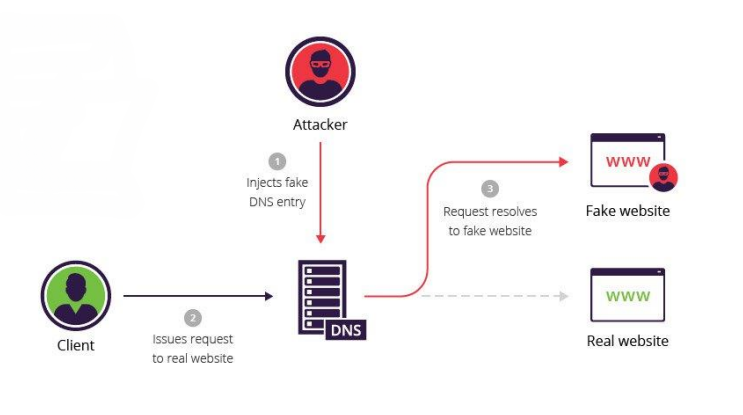 Attacker
1
Injects fake
DNS entry
www
3
Request resolves
to fake website
Fake website
DNS
www
Client
2
Issues request
to real website
Real website